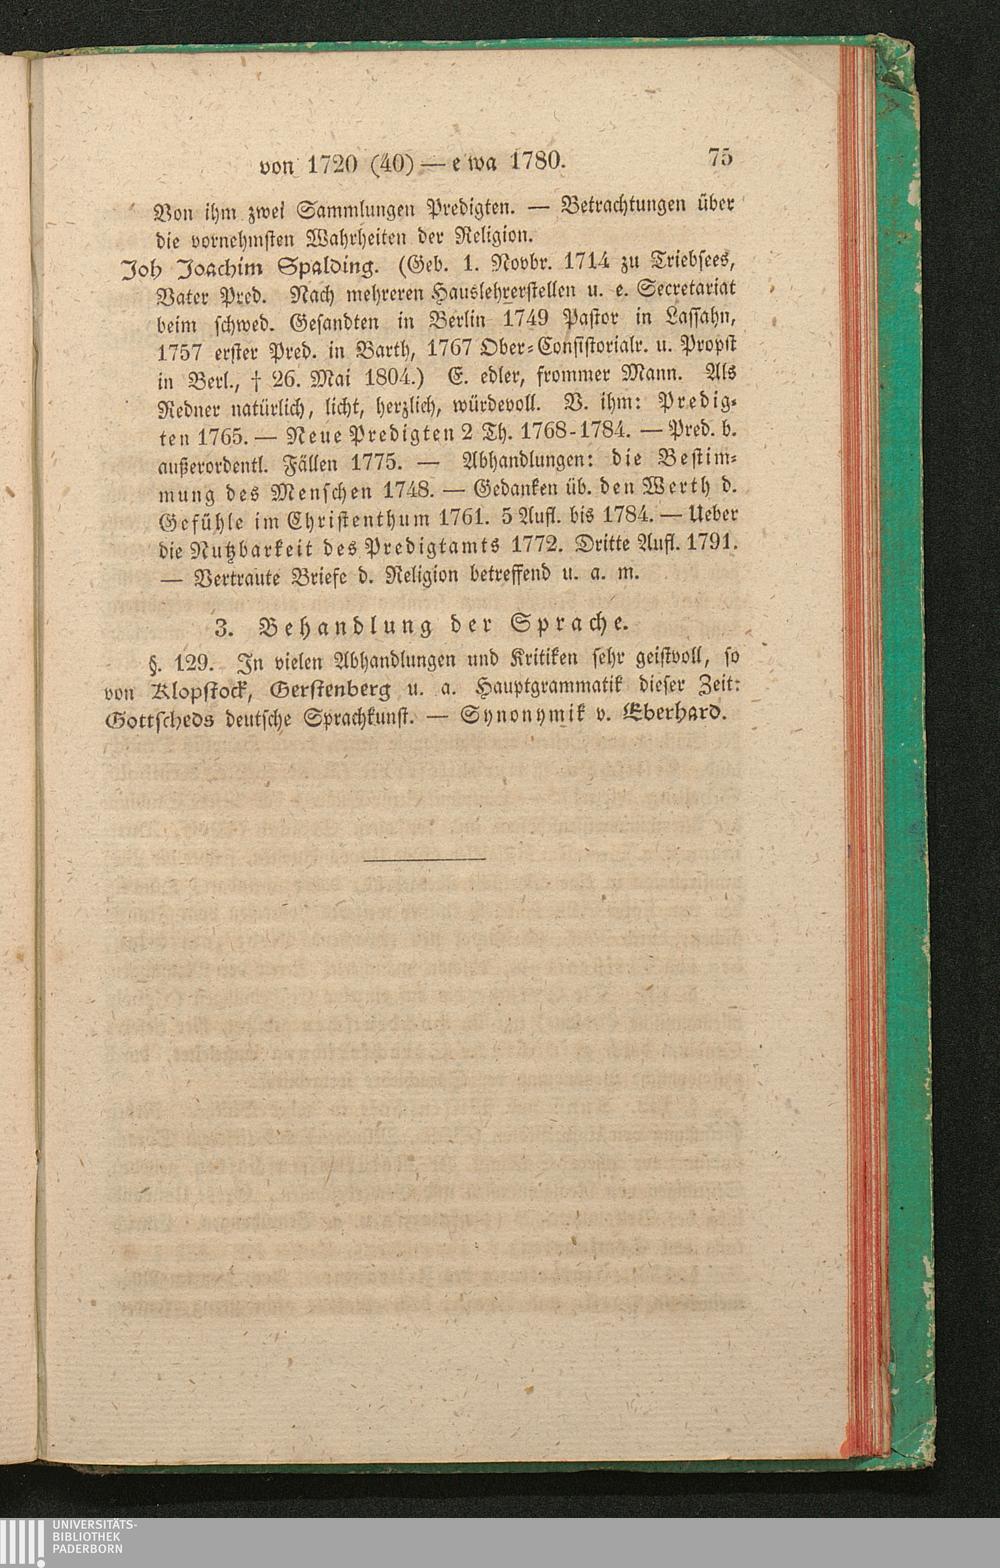 von 1720 (40) — e wa 1780. 75
Von ihm zwei Sammlungen Predigten. — Betrachtungen über
die vornehmsten Wahrheiten der Religion.
Joh Joachim Spalding. (Geb. 1. Novbr. 1714 zu Triebsees,
Vater Pred. Nach mehreren Hauslehrerstellen u. e. Secretariat
beim schwed. Gesandten in Berlin 1749 Pastor in Lassahn,
1757 erster Pred. in Barth, 1767 Ober-Consistorialr. u. Propst
in Berl., † 26. Mai 1804.) E. edler, frommer Mann. Als
Redner natürlich, licht, herzlich, würdevoll. V. ihm: Predig-
ten 1765. — Neue Predigten 2 Th. 1768-1784. — Pred. b.
außerordentl. Fällen 1775. — Abhandlungen: die Bestim-
mung des Menschen 1748. — Gedanken üb. den Werth d.
Gefühle im Christenthum 1761. 5 Aufl. bis 1784. — Ueber
die Nutzbarkeit des Predigtamts 1772. Dritte Aufl. 1791.
— Vertraute Briefe d. Religion betreffend u. a. m.
3. Behandlung der Sprache.
§. 129. In vielen Abhandlungen und Kritiken sehr geistvoll, so
von Klopstock, Gerstenberg u. a. Hauptgrammatik dieser Zeit:
Gottscheds deutsche Sprachkunst. — Synonymik v. Eberhard.
UNIVERSITÄTS-
BIBLIOTHEK
PADERBORN